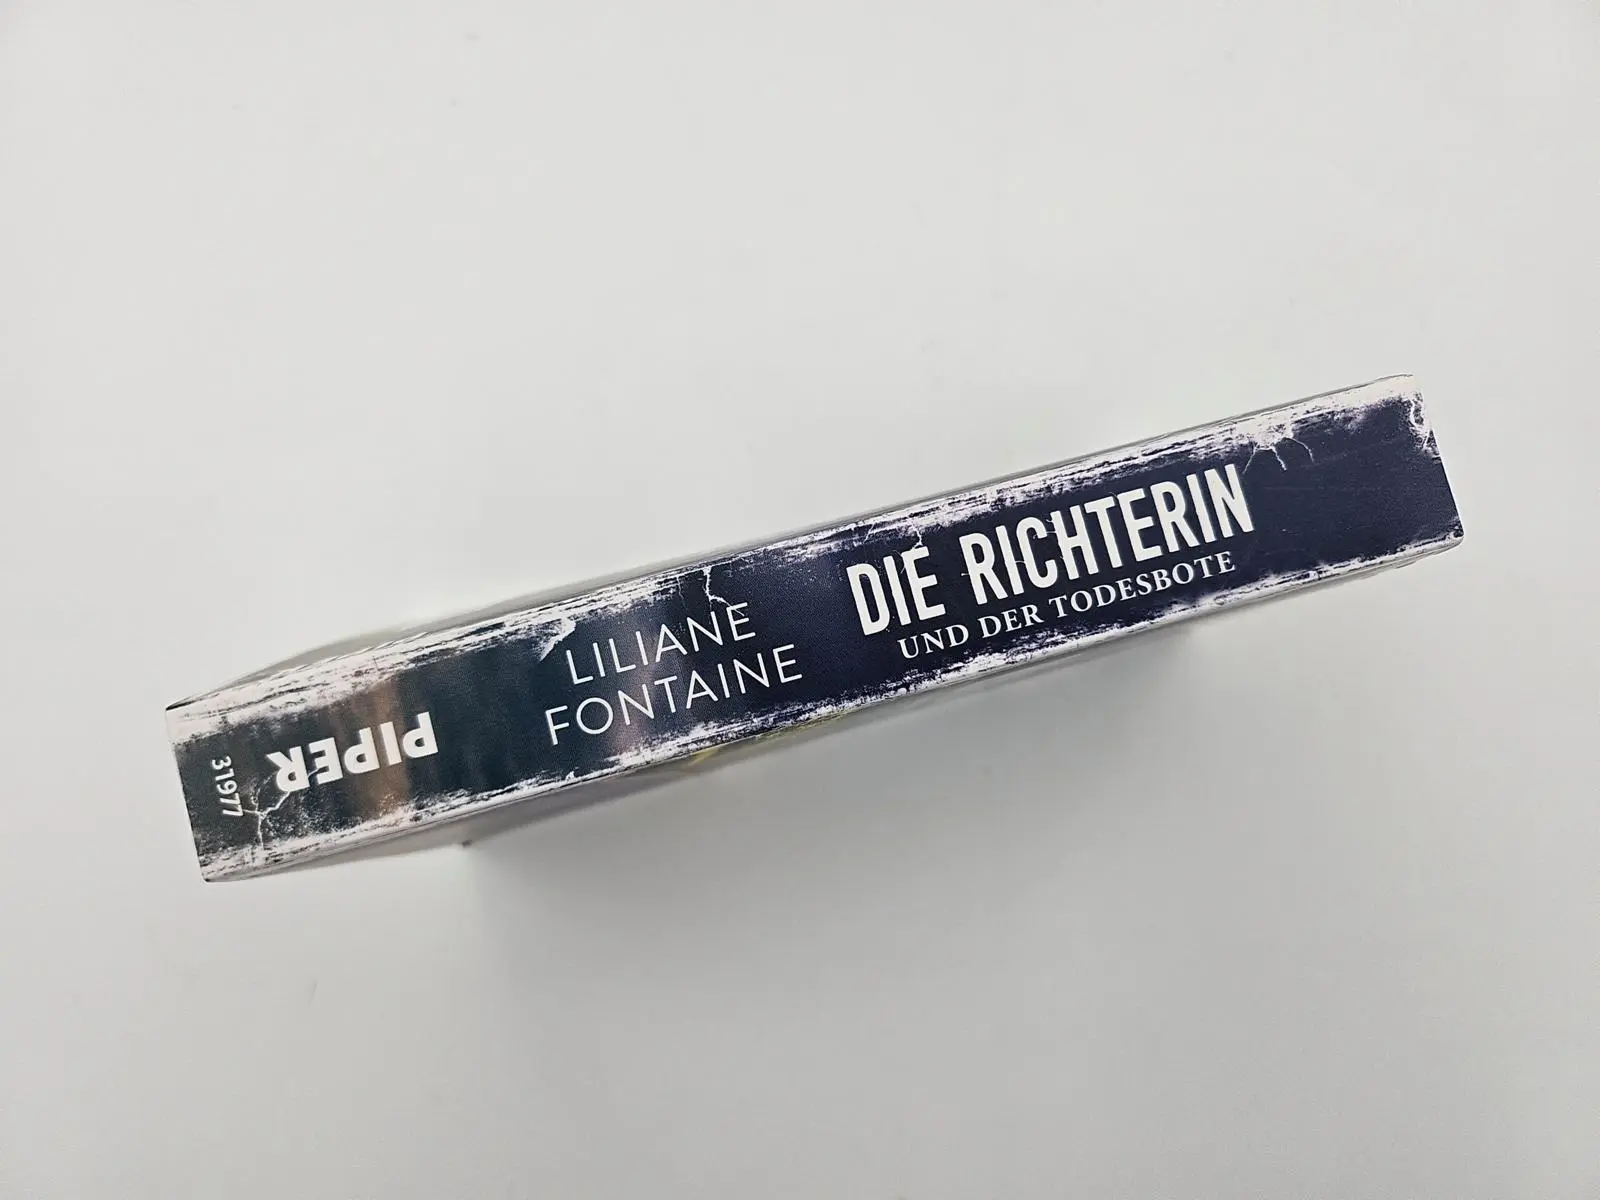 LILIANE
FONTAINE
DIE RICHTERIN
UND DER TODESBOTE
PIPER
31977